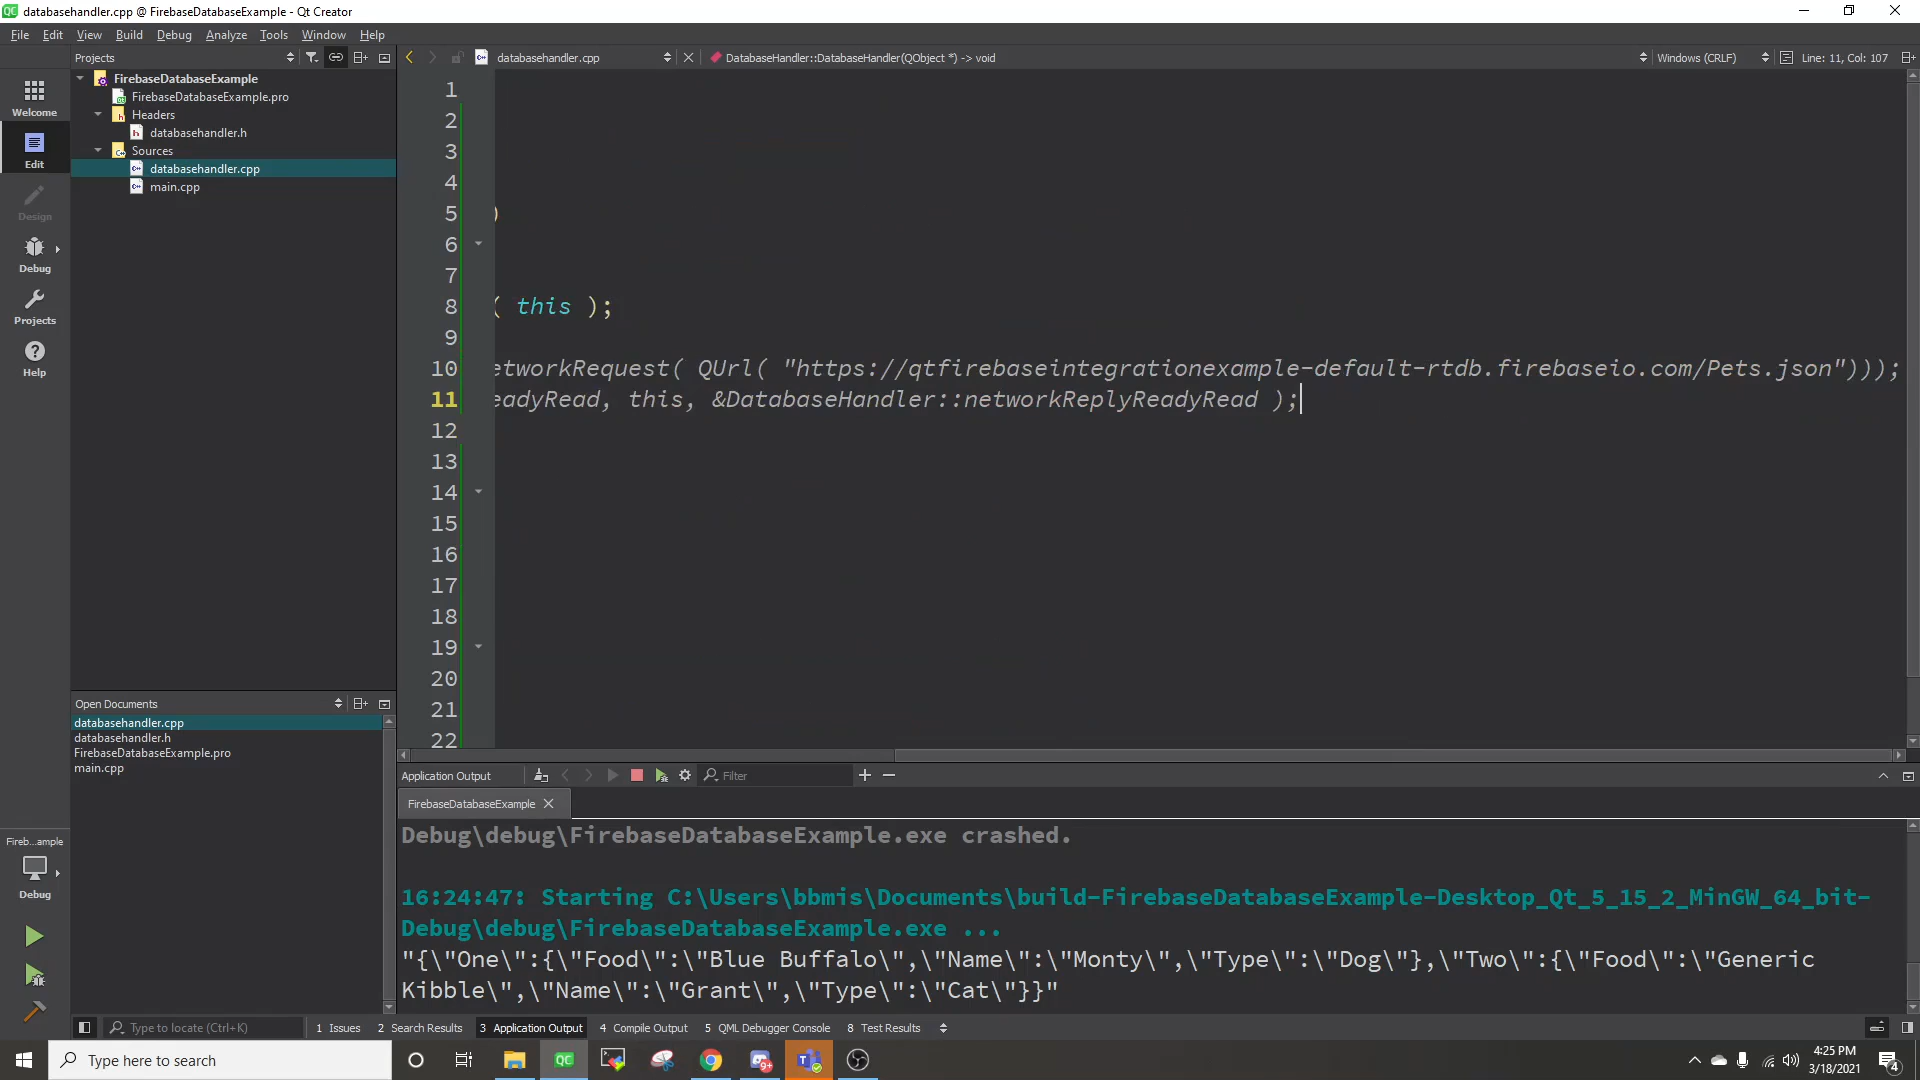 QC databasehandler.cpp @ FirebaseDatabaseExample - Qt Creator
File Edit View Build Debug Analyze Tools Window Help
Projects
databasehandler.cpp
DatabaseHandler::DatabaseHandler(QObject *) -> void
Windows (CRLF)
Line: 11, Col: 107
Welcome
Edit
Design
Debug
Projects
Help
FirebaseDatabaseExample
FirebaseDatabaseExample.pro
Headers
databasehandler.h
Sources
databasehandler.cpp
main.cpp
1
2
3
4
5 )
6
7
8 ( this );
9
10 etworkRequest( QUrl( "https://qtfirebaseintegrationexample-default-rtdb.firebaseio.com/Pets.json")));
11 eadyRead, this, &DatabaseHandler::networkReplyReadyRead );
12
13
14
15
16
17
18
19
20
21
22
Open Documents
databasehandler.cpp
databasehandler.h
FirebaseDatabaseExample.pro
main.cpp
Application Output
Filter
FirebaseDatabaseExample
Debug\debug\FirebaseDatabaseExample.exe crashed.
16:24:47: Starting C:\Users\bbmis\Documents\build-FirebaseDatabaseExample-Desktop_Qt_5_15_2_MinGW_64_bit-
Debug\debug\FirebaseDatabaseExample.exe ...
"{\"One\":{\"Food\":\"Blue Buffalo\",\"Name\":\"Monty\",\"Type\":\"Dog\"},\"Two\":{\"Food\":\"Generic
Kibble\",\"Name\":\"Grant\",\"Type\":\"Cat\"}}"
Fireb...ample
Debug
Type to locate (Ctrl+K)
1 Issues 2 Search Results 3 Application Output 4 Compile Output 5 QML Debugger Console 8 Test Results
Type here to search
QC
9+
4:25 PM
3/18/2021
4